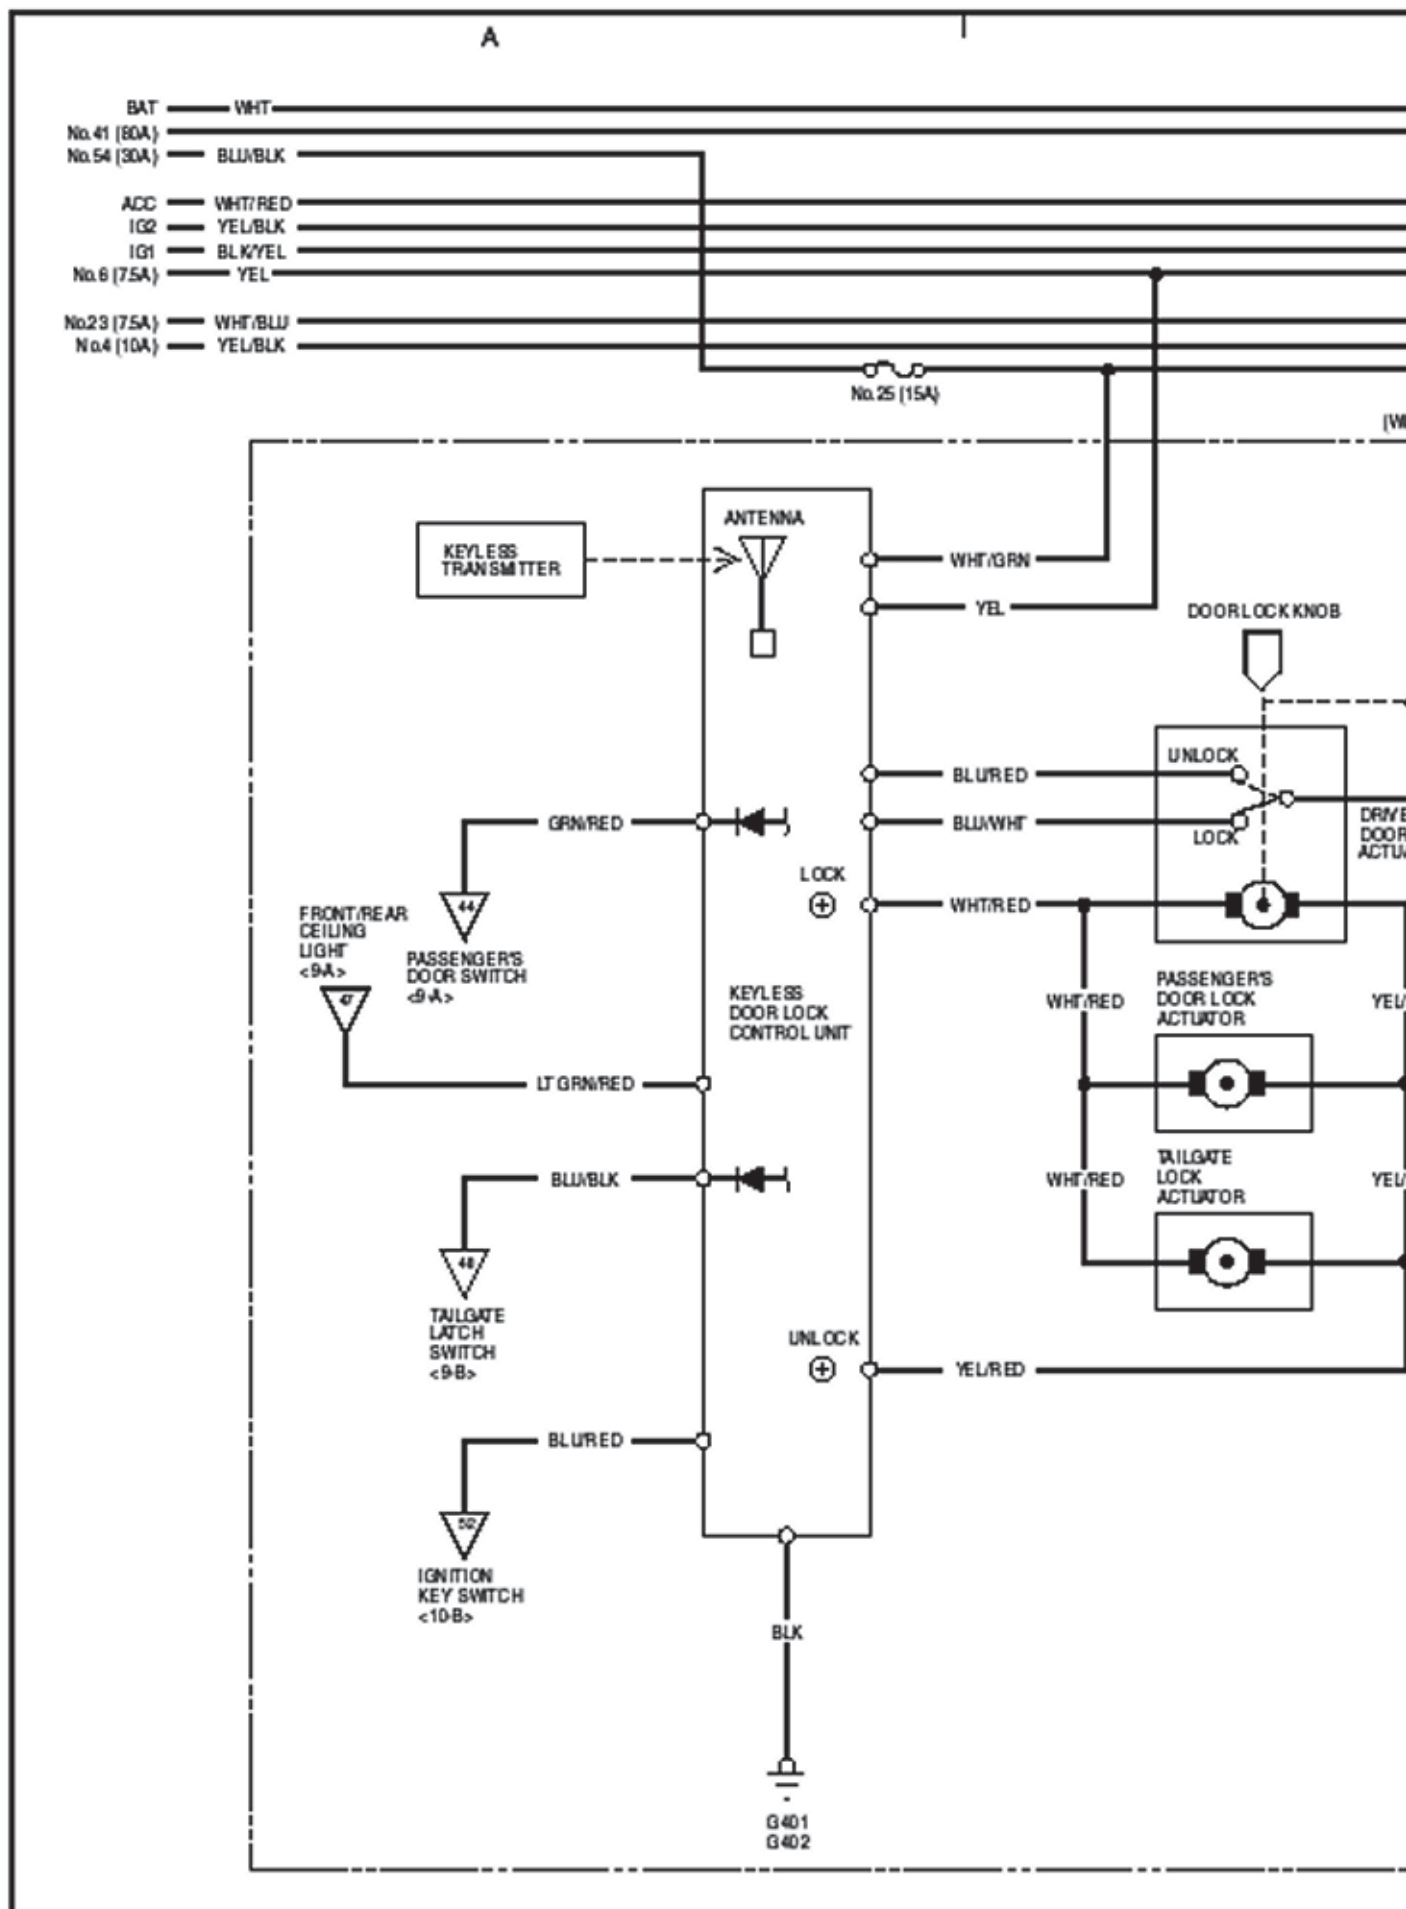 A
BAT WHT
No.41 (80A)
No.54 (30A) BLU/BLK
ACC WHT/RED
IG2 YEL/BLK
IG1 BLK/YEL
No.6 (7.5A) YEL
No.23 (7.5A) WHT/BLU
No.4 (10A) YEL/BLK
No.25 (15A)
ANTENNA
KEYLESS
TRANSMITTER
WHT/GRN
YEL
DOOR LOCK KNOB
UNLOCK
BLU/RED
GRN/RED
BLU/WHT
LOCK
LOCK
WHT/RED
44
PASSENGER'S
DOOR SWITCH
<9-A>
FRONT/REAR
CEILING
LIGHT
<9-A>
47
KEYLESS
DOOR LOCK
CONTROL UNIT
WHT/RED
PASSENGER'S
DOOR LOCK
ACTUATOR
LT GRN/RED
BLU/BLK
WHT/RED
TAILGATE
LOCK
ACTUATOR
48
TAILGATE
LATCH
SWITCH
<9-B>
UNLOCK
YEL/RED
BLU/RED
52
IGNITION
KEY SWITCH
<10-B>
BLK
G401
G402